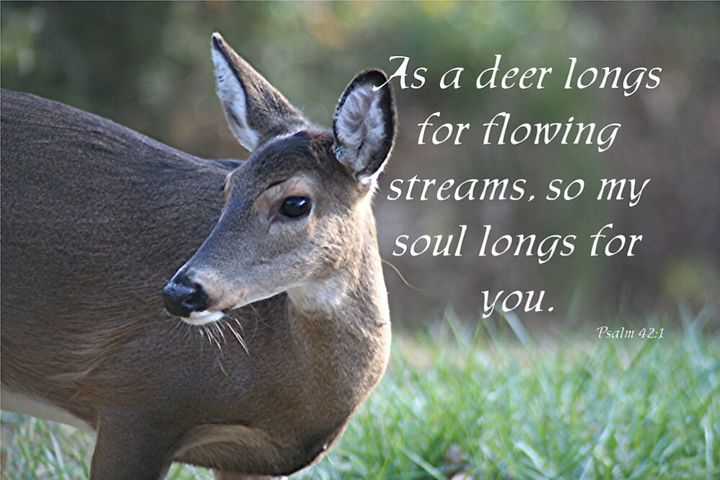 As a deer longs
for flowing
streams, so my
soul longs for
you.
Psalm 42:1